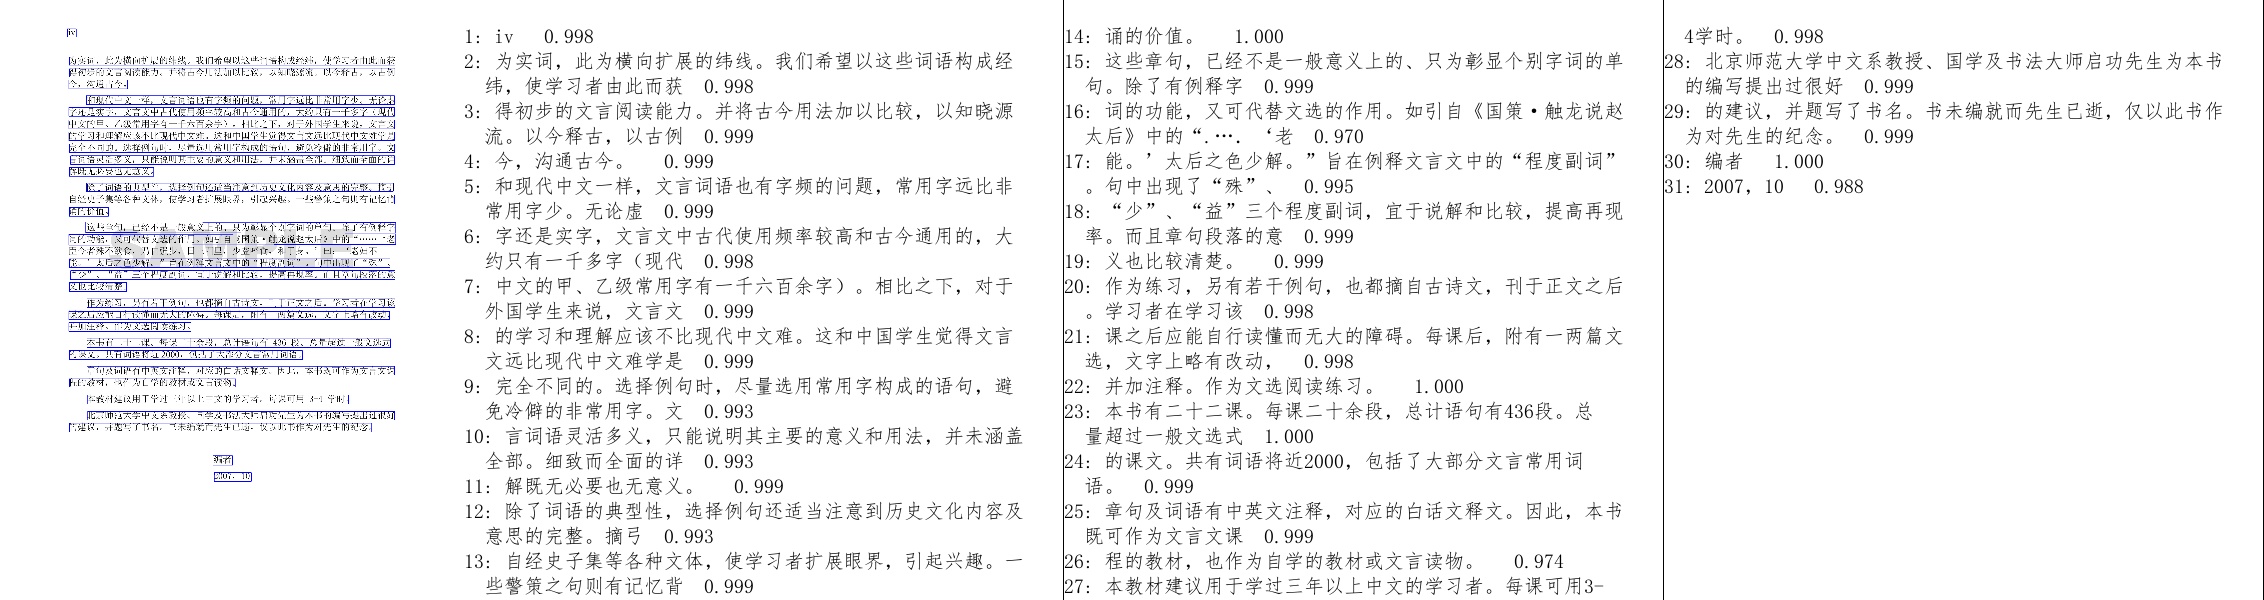 iv
编者
2007，10
1: iv 0.998
2: 为实词，此为横向扩展的纬线。我们希望以这些词语构成经
纬，使学习者由此而获 0.998
3: 得初步的文言阅读能力。并将古今用法加以比较，以知晓源
流。以今释古，以古例 0.999
4: 今，沟通古今。 0.999
5: 和现代中文一样，文言词语也有字频的问题，常用字远比非
常用字少。无论虚 0.999
6: 字还是实字，文言文中古代使用频率较高和古今通用的，大
约只有一千多字（现代 0.998
7: 中文的甲、乙级常用字有一千六百余字）。相比之下，对于
外国学生来说，文言文 0.999
8: 的学习和理解应该不比现代中文难。这和中国学生觉得文言
文远比现代中文难学是 0.999
9: 完全不同的。选择例句时，尽量选用常用字构成的语句，避
免冷僻的非常用字。文 0.993
10: 言词语灵活多义，只能说明其主要的意义和用法，并未涵盖
全部。细致而全面的详 0.993
11: 解既无必要也无意义。 0.999
12: 除了词语的典型性，选择例句还适当注意到历史文化内容及
意思的完整。摘弓 0.993
13: 自经史子集等各种文体，使学习者扩展眼界，引起兴趣。一
些警策之句则有记忆背 0.999
14: 诵的价值。 1.000
15: 这些章句，已经不是一般意义上的、只为彰显个别字词的单
句。除了有例释字 0.999
16: 词的功能，又可代替文选的作用。如引自《国策·触龙说赵
太后》中的“.…. ‘老 0.970
17: 能。’太后之色少解。”旨在例释文言文中的“程度副词”
。句中出现了“殊”、 0.995
18: “少”、“益”三个程度副词，宜于说解和比较，提高再现
率。而且章句段落的意 0.999
19: 义也比较清楚。 0.999
20: 作为练习，另有若干例句，也都摘自古诗文，刊于正文之后
。学习者在学习该 0.998
21: 课之后应能自行读懂而无大的障碍。每课后，附有一两篇文
选，文字上略有改动， 0.998
22: 并加注释。作为文选阅读练习。 1.000
23: 本书有二十二课。每课二十余段，总计语句有436段。总
量超过一般文选式 1.000
24: 的课文。共有词语将近2000，包括了大部分文言常用词
语。 0.999
25: 章句及词语有中英文注释，对应的白话文释文。因此，本书
既可作为文言文课 0.999
26: 程的教材，也作为自学的教材或文言读物。 0.974
27: 本教材建议用于学过三年以上中文的学习者。每课可用3-
4学时。 0.998
28: 北京师范大学中文系教授、国学及书法大师启功先生为本书
的编写提出过很好 0.999
29: 的建议，并题写了书名。书未编就而先生已逝，仅以此书作
为对先生的纪念。 0.999
30: 编者 1.000
31: 2007，10 0.988